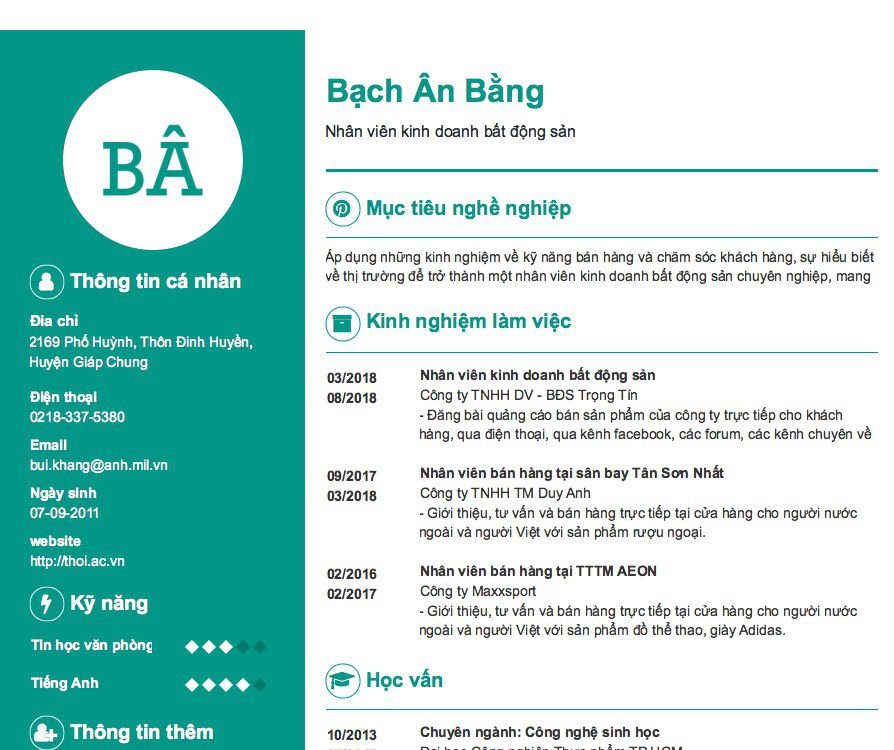 BÂ
Thông tin cá nhân
Địa chỉ
2169 Phố Huỳnh, Thôn Đinh Huyền,
Huyện Giáp Chung
Điện thoại
0218-337-5380
Email
bui.khang@anh.mil.vn
Ngày sinh
07-09-2011
website
http://thoi.ac.vn
Kỹ năng
Tin học văn phòng
Tiếng Anh
Thông tin thêm
Bạch Ân Bằng
Nhân viên kinh doanh bất động sản
Mục tiêu nghề nghiệp
Áp dụng những kinh nghiệm về kỹ năng bán hàng và chăm sóc khách hàng, sự hiểu biết
về thị trường để trở thành một nhân viên kinh doanh bất động sản chuyên nghiệp, mang
Kinh nghiệm làm việc
03/2018
08/2018
Nhân viên kinh doanh bất động sản
Công ty TNHH DV - BĐS Trọng Tín
- Đăng bài quảng cáo bán sản phẩm của công ty trực tiếp cho khách
hàng, qua điện thoại, qua kênh facebook, các forum, các kênh chuyên về
09/2017
03/2018
Nhân viên bán hàng tại sân bay Tân Sơn Nhất
Công ty TNHH TM Duy Anh
- Giới thiệu, tư vấn và bán hàng trực tiếp tại cửa hàng cho người nước
ngoài và người Việt với sản phẩm rượu ngoại.
02/2016
02/2017
Nhân viên bán hàng tại TTTM AEON
Công ty Maxxsport
- Giới thiệu, tư vấn và bán hàng trực tiếp tại cửa hàng cho người nước
ngoài và người Việt với sản phẩm đồ thể thao, giày Adidas.
Học vấn
10/2013
Chuyên ngành: Công nghệ sinh học